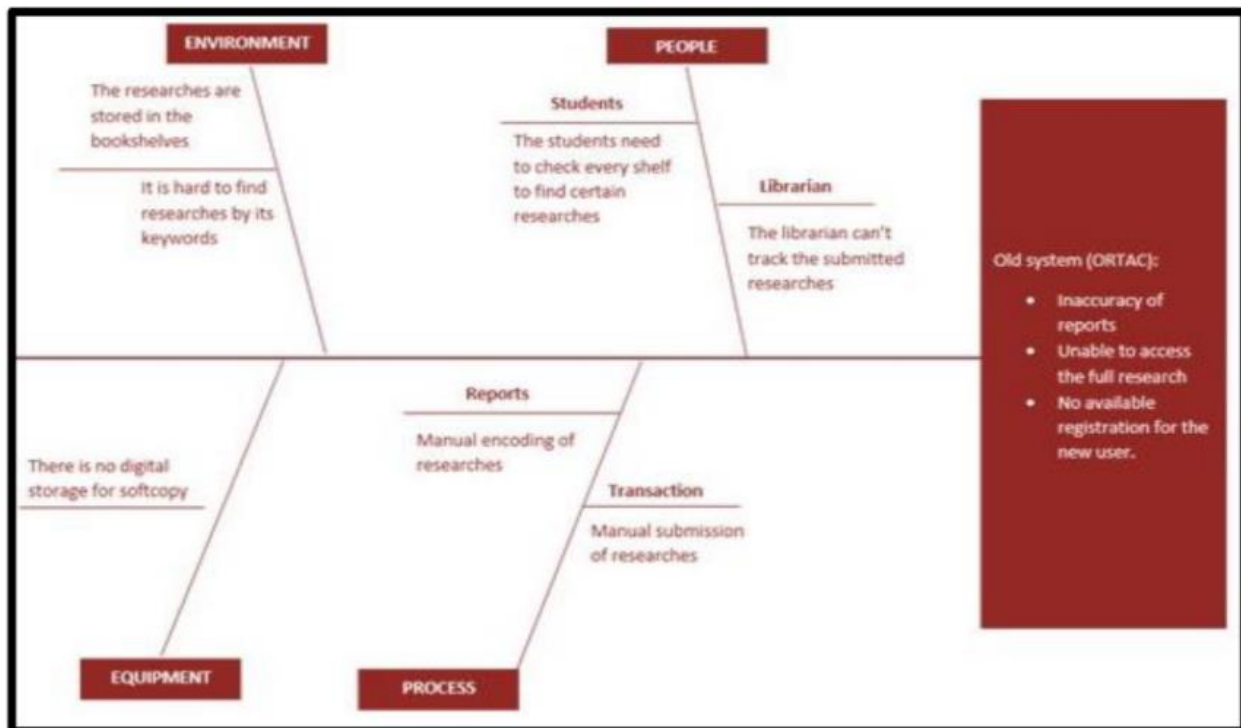 ENVIRONMENT
The researches are
stored in the
bookshelves
It is hard to find
researches by its
keywords
PEOPLE
Students
The students need
to check every shelf
to find certain
researches
Librarian
The librarian can't
track the submitted
researches
There is no digital
storage for softcopy
EQUIPMENT
Reports
Manual encoding of
researches
Transaction
Manual submission
of researches
PROCESS
Old system (ORTAC):
• Inaccuracy of
reports
• Unable to access
the full research
• No available
registration for the
new user.